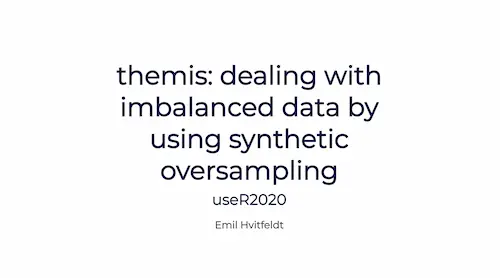 themis: dealing with
imbalanced data by
using synthetic
oversampling
useR2020
Emil Hvitfeldt